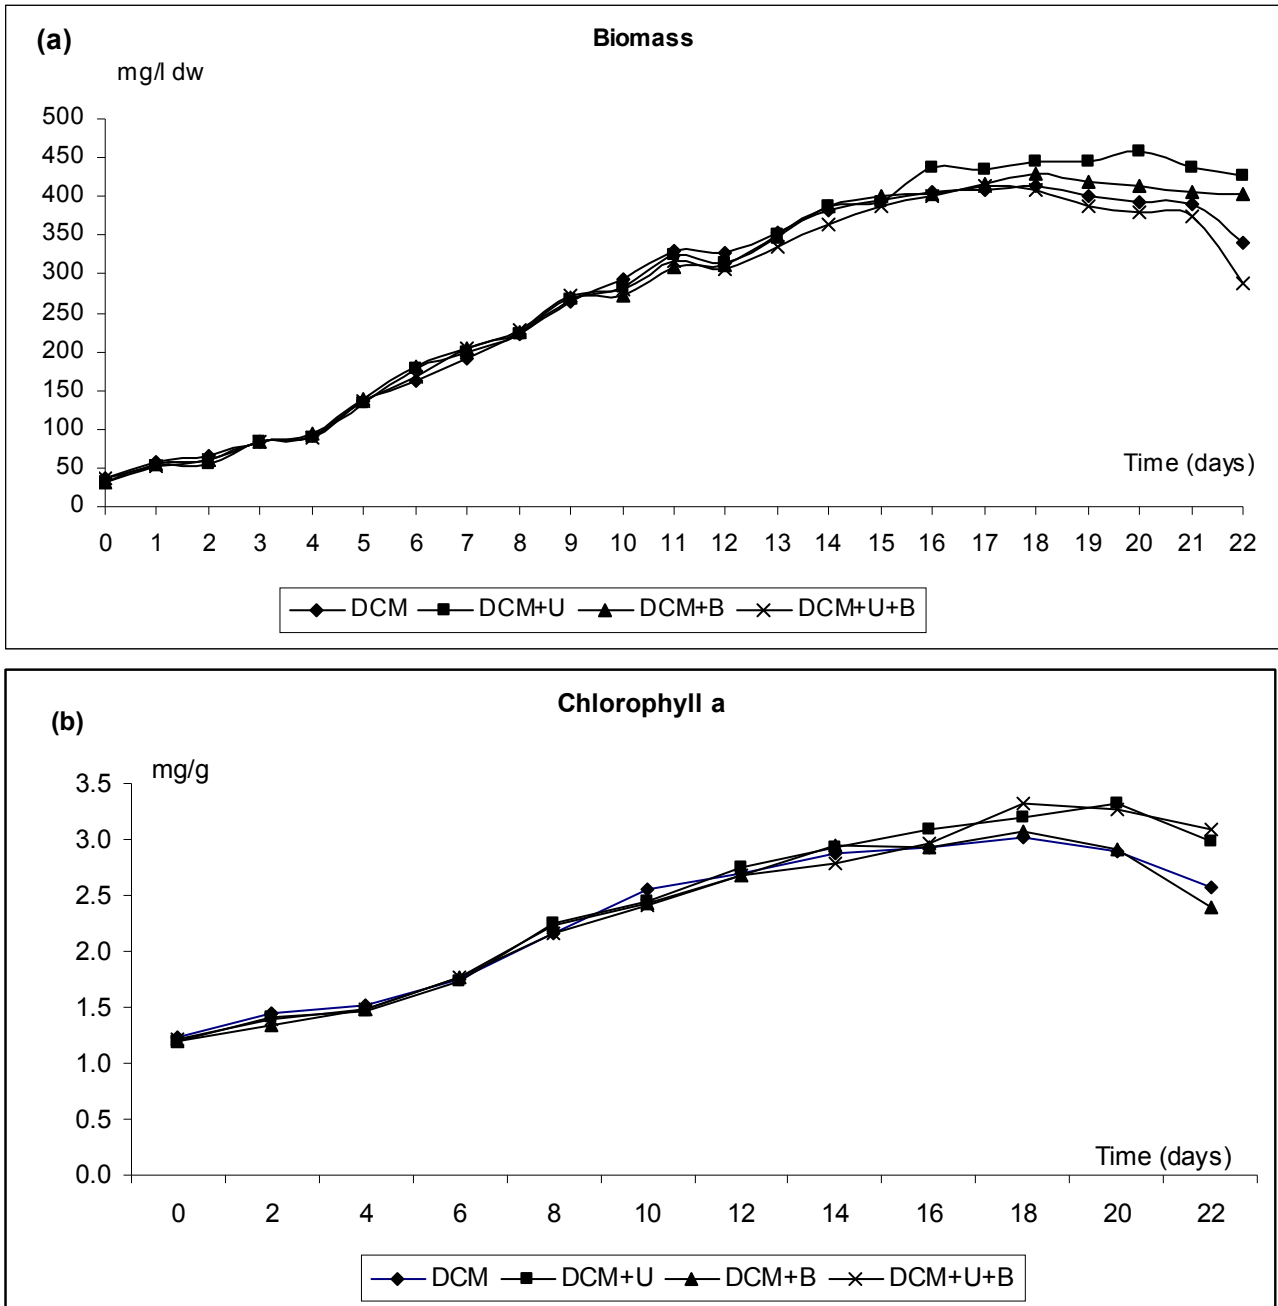 (a)
Biomass
mg/l dw
500
450
400
350
300
250
200
150
100
50
0
Time (days)
0 1 2 3 4 5 6 7 8 9 10 11 12 13 14 15 16 17 18 19 20 21 22
DCM DCM+U DCM+B DCM+U+B
Chlorophyll a
(b)
mg/g
3.5
3.0
2.5
2.0
1.5
1.0
0.5
0.0
Time (days)
0 2 4 6 8 10 12 14 16 18 20 22
DCM DCM+U DCM+B DCM+U+B